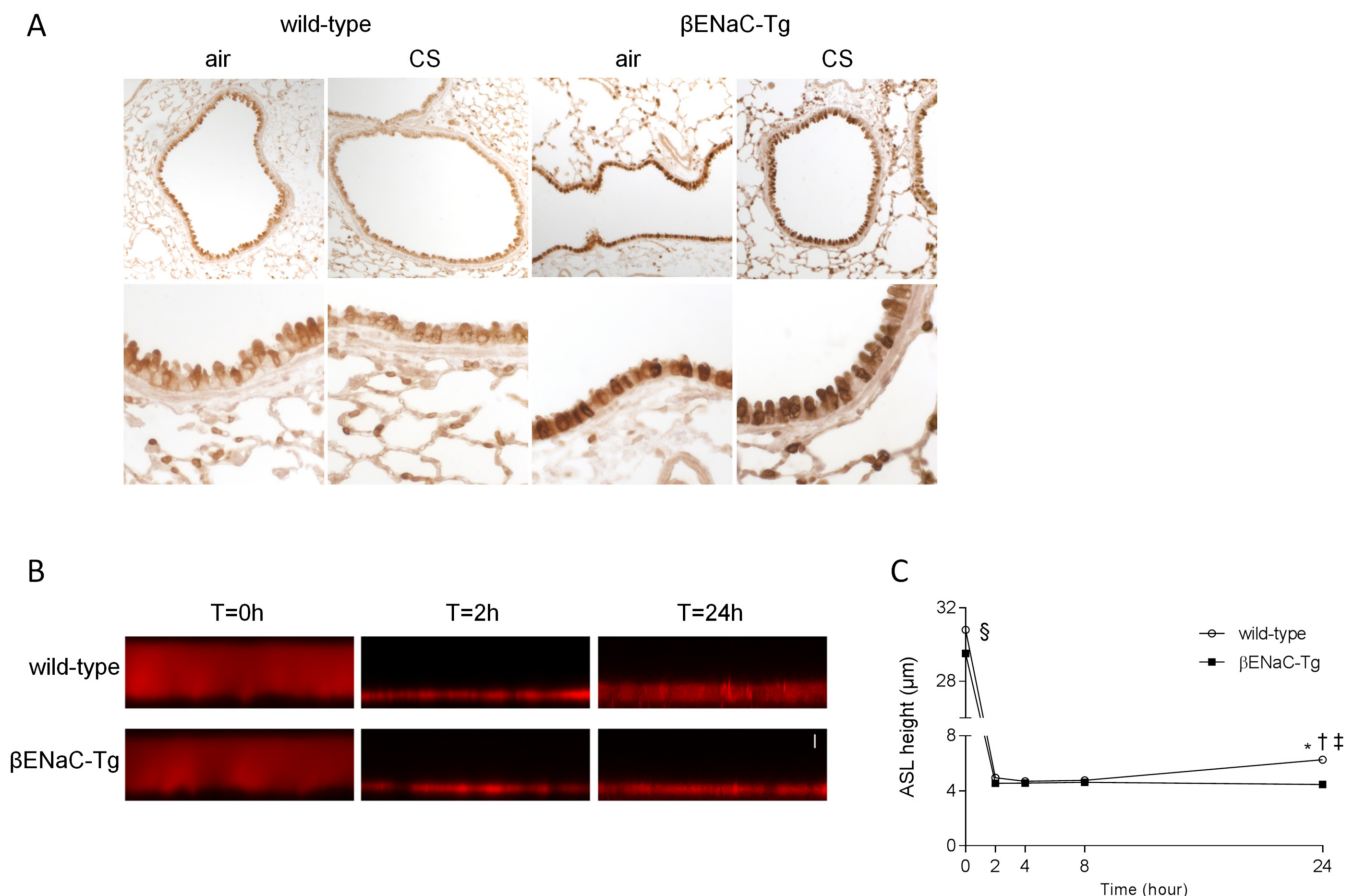 A
wild-type
βENaC-Tg
air
CS
air
CS
B
T=0h
T=2h
T=24h
wild-type
βENaC-Tg
C
32
28
8
4
0
ASL height (μm)
§
wild-type
βENaC-Tg
* † ‡
0 2 4 8 24
Time (hour)